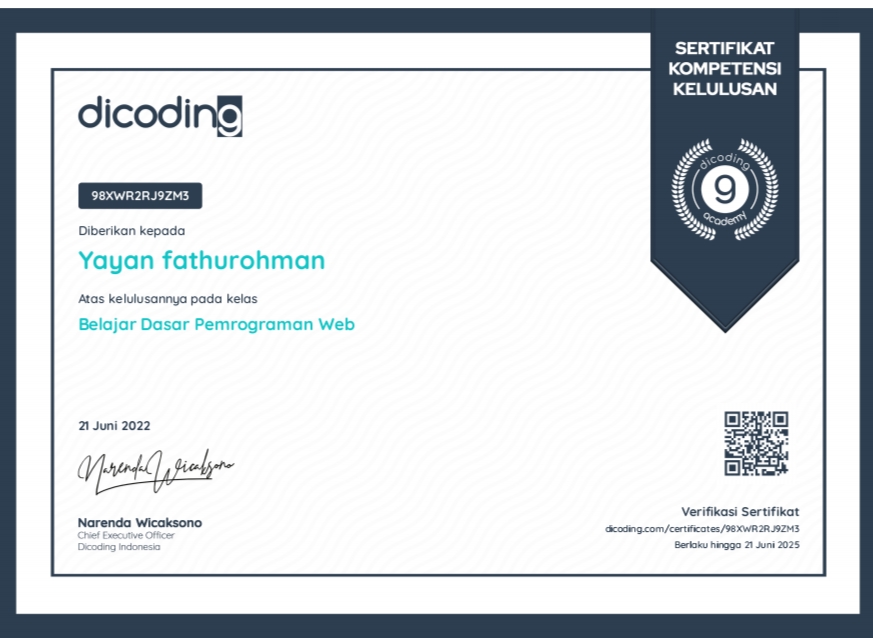 SERTIFIKAT
KOMPETENSI
KELULUSAN
dicoding
dicoding
9
academy
98XWR2RJ9ZM3
Diberikan kepada
Yayan fathurohman
Atas kelulusannya pada kelas
Belajar Dasar Pemrograman Web
21 Juni 2022
Narenda Wicaksono
Narenda Wicaksono
Chief Executive Officer
Dicoding Indonesia
Verifikasi Sertifikat
dicoding.com/certificates/98XWR2RJ9ZM3
Berlaku hingga 21 Juni 2025